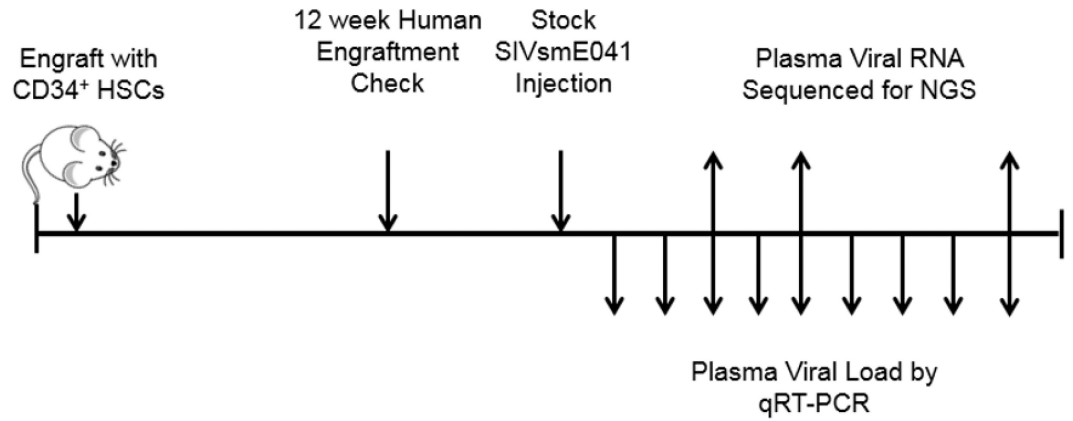 Engraft with
CD34⁺ HSCs
12 week Human
Engraftment
Check
Stock
SIVsmE041
Injection
Plasma Viral RNA
Sequenced for NGS
Plasma Viral Load by
qRT-PCR